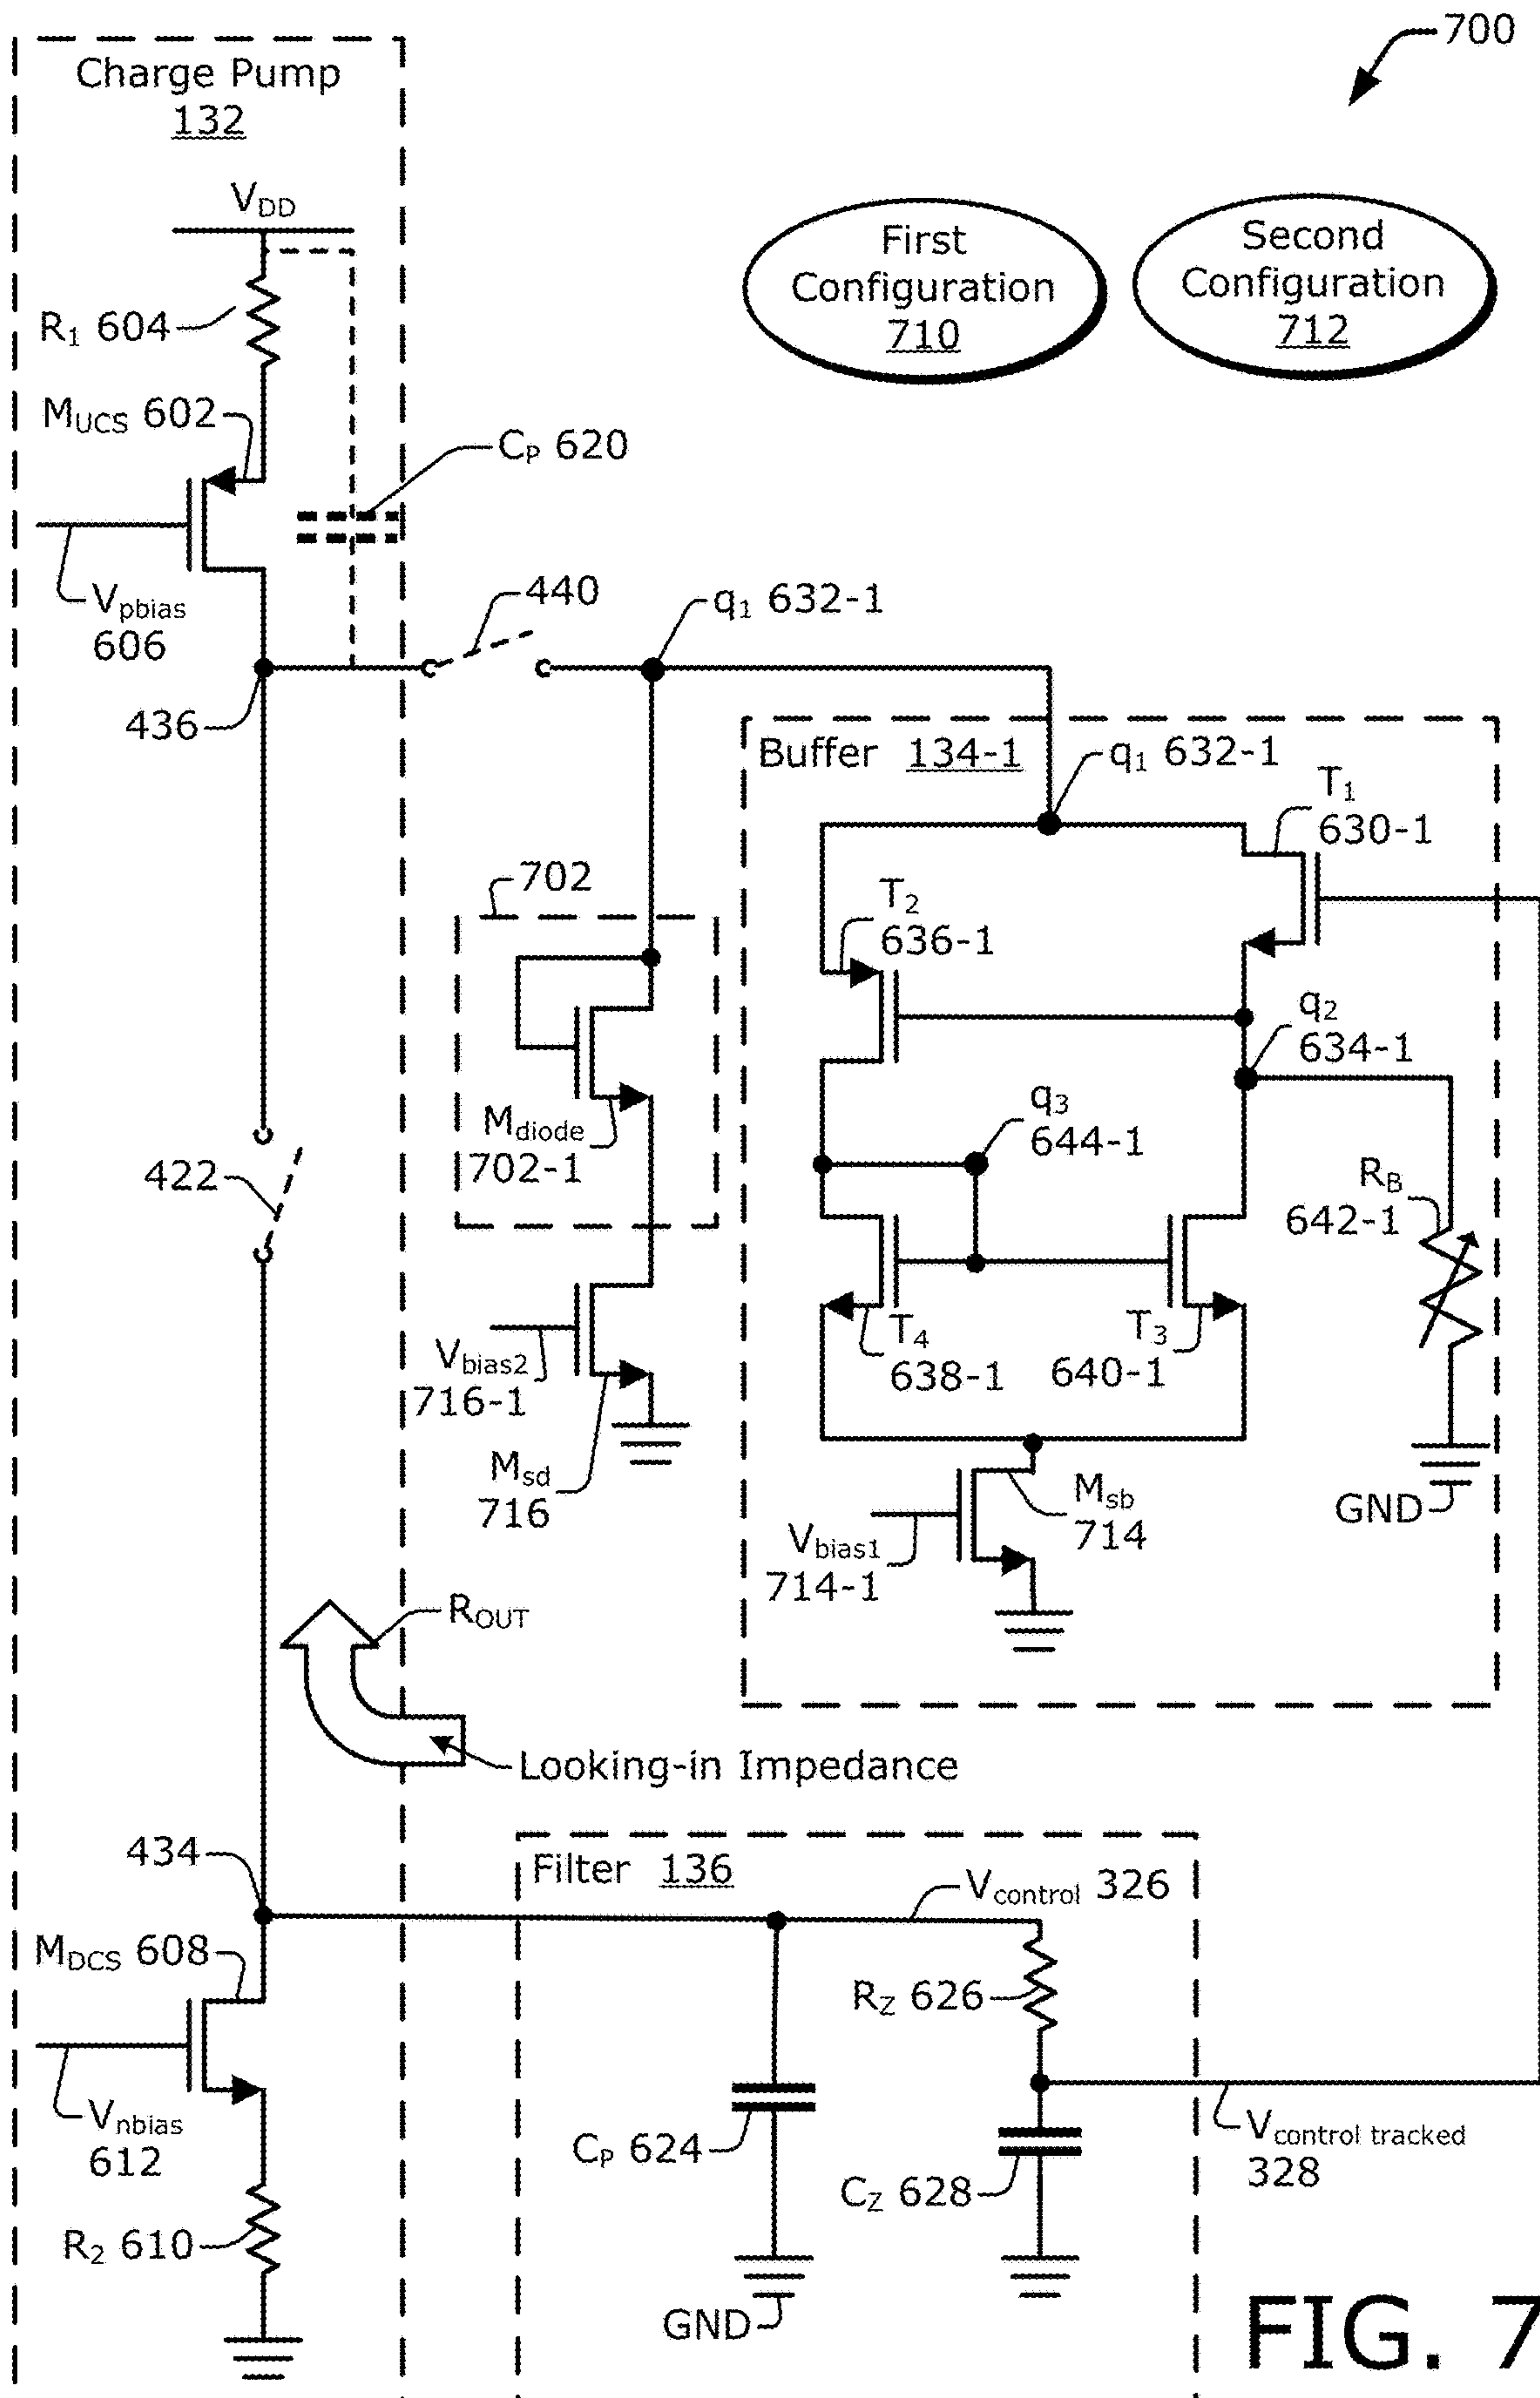 700
Charge Pump
132
VDD
First
Configuration
710
Second
Configuration
712
R1 604
MUCS 602
CP 620
Vpbias
606
440
q1 632-1
436
Buffer 134-1
q1 632-1
T1
630-1
702
T2
636-1
q2
634-1
Mdiode
702-1
q3
644-1
422
RB
642-1
Vbias2
716-1
T4
638-1
T3
640-1
Msd
716
Msb
714
GND
Vbias1
714-1
ROUT
Looking-in Impedance
434
Filter 136
Vcontrol 326
MDCS 608
RZ 626
Vnbias
612
CP 624
CZ 628
Vcontrol tracked
328
R2 610
GND
FIG. 7